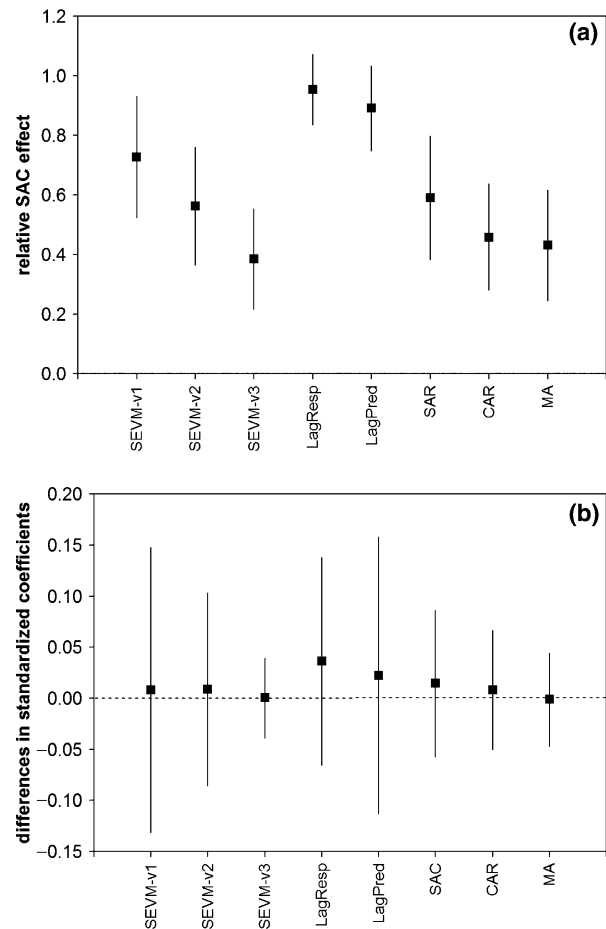 (a)
relative SAC effect
1.2
1.0
0.8
0.6
0.4
0.2
0.0
SEVM-v1
SEVM-v2
SEVM-v3
LagResp
LagPred
SAR
CAR
MA
(b)
differences in standardized coefficients
0.20
0.15
0.10
0.05
0.00
−0.05
−0.10
−0.15
SEVM-v1
SEVM-v2
SEVM-v3
LagResp
LagPred
SAC
CAR
MA